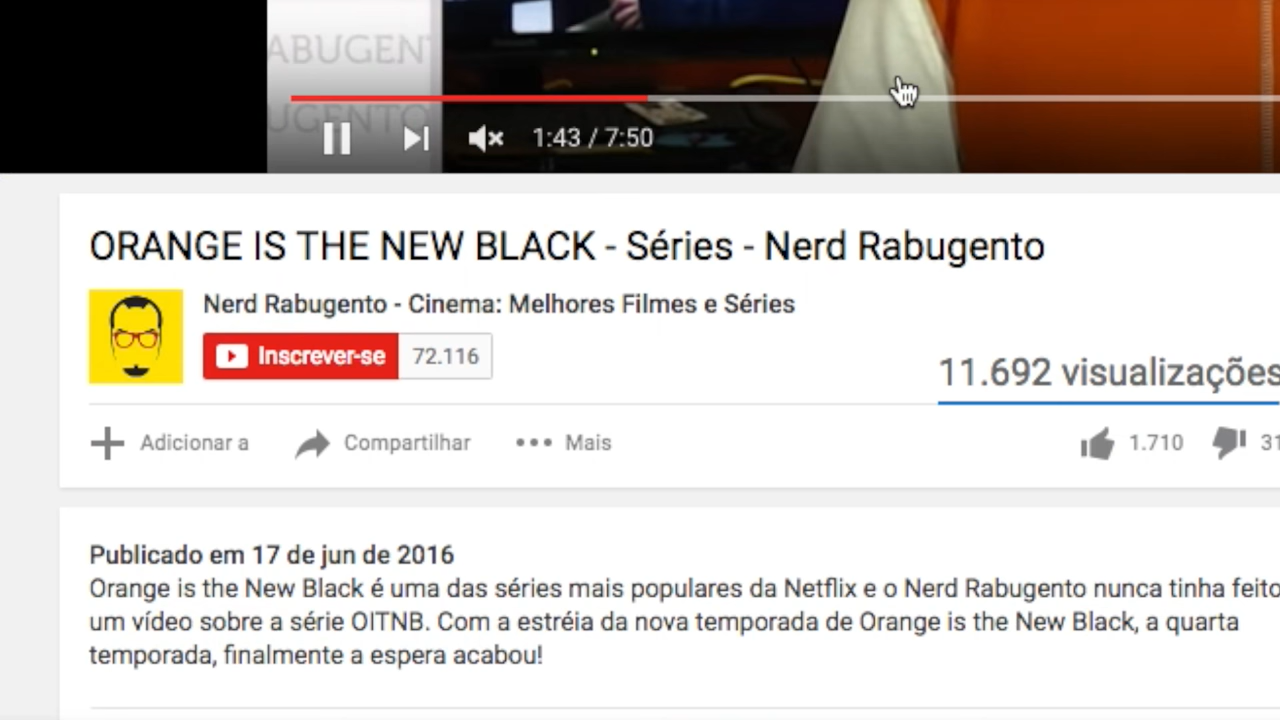 ABUGENT
UGENTO
1:43 / 7:50
ORANGE IS THE NEW BLACK - Séries - Nerd Rabugento
Nerd Rabugento - Cinema: Melhores Filmes e Séries
Inscrever-se 72.116
11.692 visualizações
Adicionar a Compartilhar Mais 1.710 31
Publicado em 17 de jun de 2016
Orange is the New Black é uma das séries mais populares da Netflix e o Nerd Rabugento nunca tinha feito
um vídeo sobre a série OITNB. Com a estréia da nova temporada de Orange is the New Black, a quarta
temporada, finalmente a espera acabou!